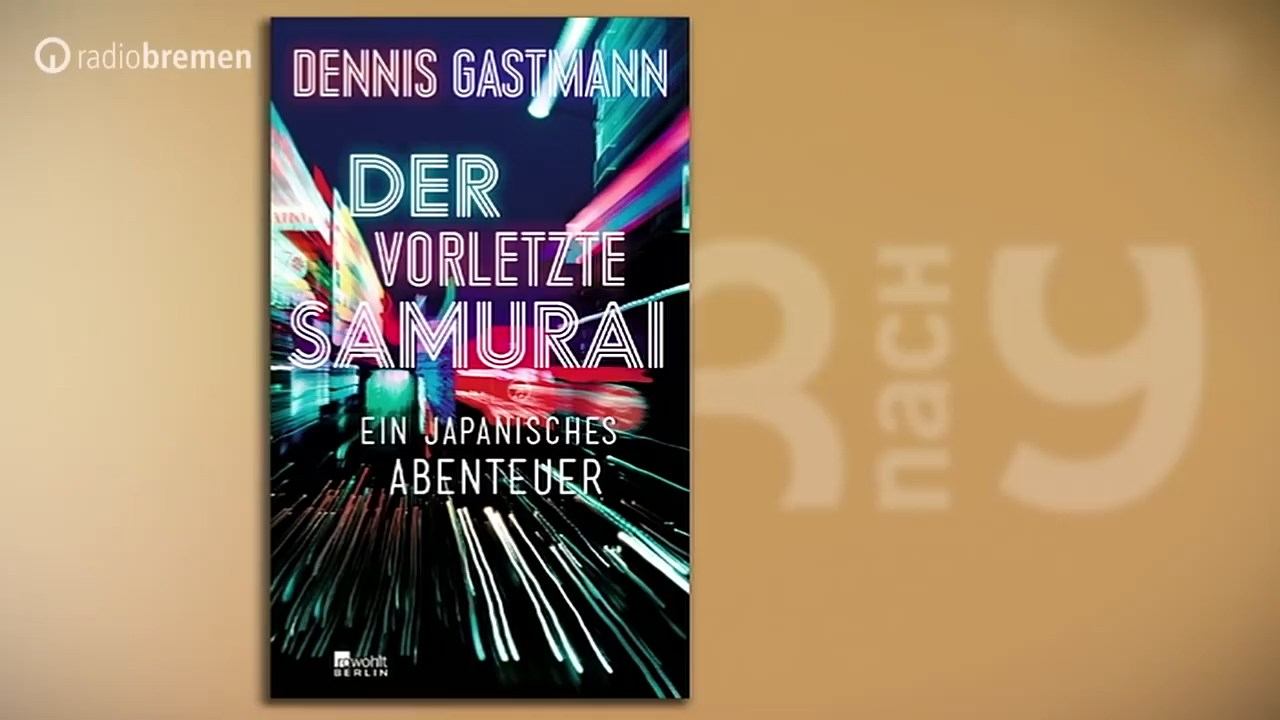 radiobremen
DENNIS GASTMANN
DER
VORLETZTE
SAMURAI
EIN JAPANISCHES
ABENTEUER
rowohlt
BERLIN
3 nach 9